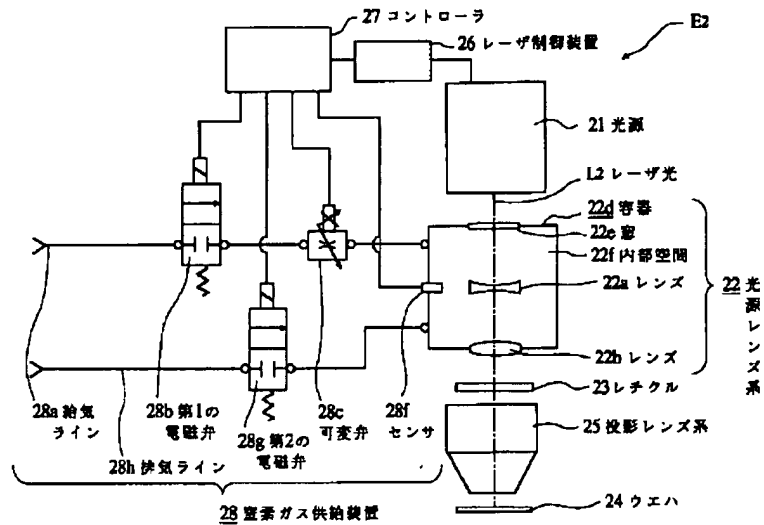 27 コントローラ
26 レーザ制御装置
E2
21 光源
L2 レーザ光
22d 容器
22e 窓
22f 内部空間
22a レンズ
22b レンズ
22 光源レンズ系
23 レチクル
25 投影レンズ系
24 ウエハ
28a 給気
ライン
28b 第1の
電磁弁
28h 排気ライン
28g 第2の
電磁弁
28c
可変弁
28f
センサ
28 窒素ガス供給装置